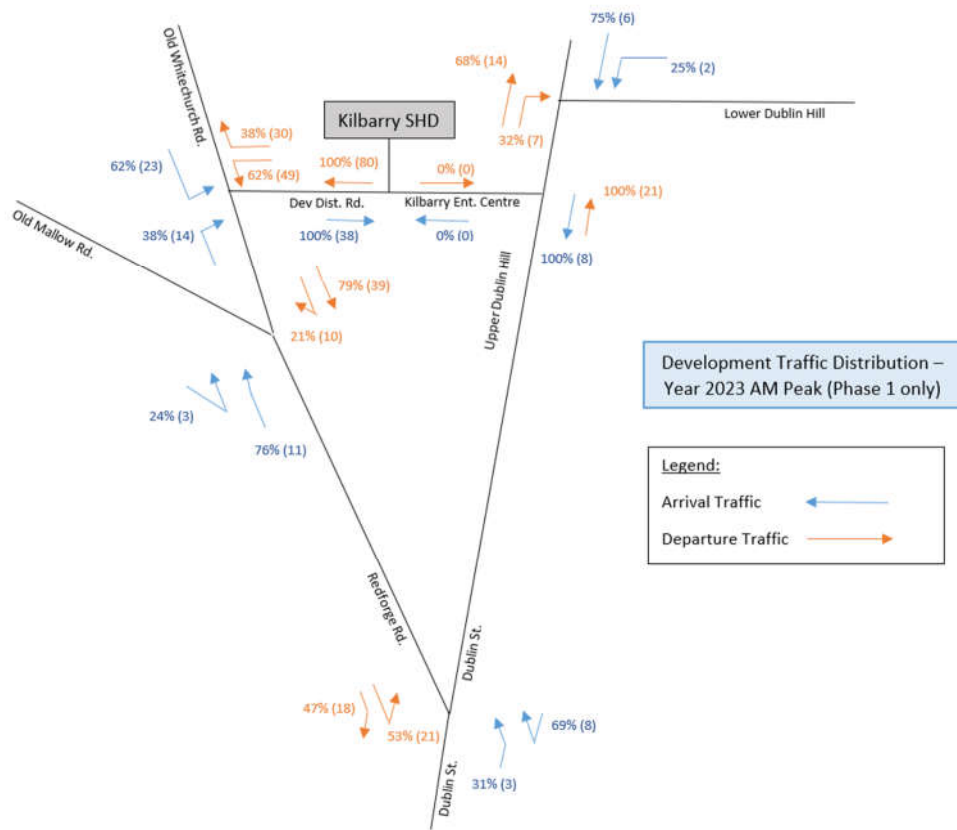 75% (6)
25% (2)
Lower Dublin Hill
68% (14)
32% (7)
Old Whitechurch Rd.
Kilbarry SHD
38% (30)
62% (49)
62% (23)
100% (80)
0% (0)
Dev Dist. Rd.
Kilbarry Ent. Centre
100% (38)
0% (0)
100% (21)
100% (8)
Old Mallow Rd.
38% (14)
79% (39)
21% (10)
Upper Dublin Hill
24% (3)
76% (11)
Development Traffic Distribution –
Year 2023 AM Peak (Phase 1 only)
Legend:
Arrival Traffic
Departure Traffic
Redforge Rd.
Dublin St.
47% (18)
53% (21)
69% (8)
31% (3)
Dublin St.